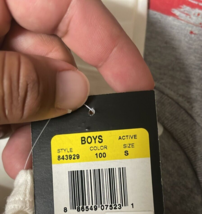 BOYS ACTIVE
STYLE COLOR SIZE
843929 100 S
8 86549 07523 1